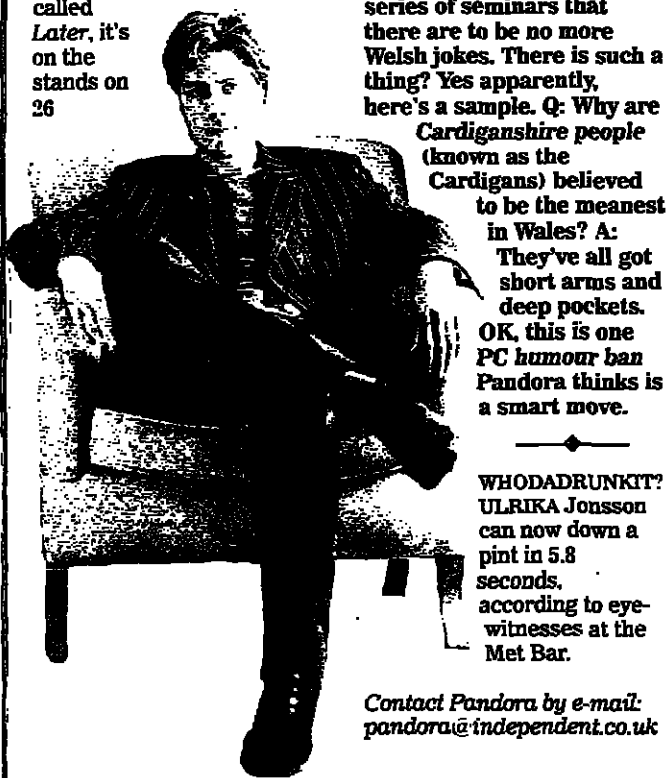 called
Later, it's
on the
stands on
26
series of seminars that
there are to be no more
Welsh jokes. There is such a
thing? Yes apparently,
here's a sample. Q: Why are
Cardiganshire people
(known as the
Cardigans) believed
to be the meanest
in Wales? A:
They've all got
short arms and
deep pockets.
OK, this is one
PC humour ban
Pandora thinks is
a smart move.
WHODADRUNKIT?
ULRIKA Jonsson
can now down a
pint in 5.8
seconds,
according to eye-
witnesses at the
Met Bar.
Contact Pandora by e-mail:
pandora@independent.co.uk